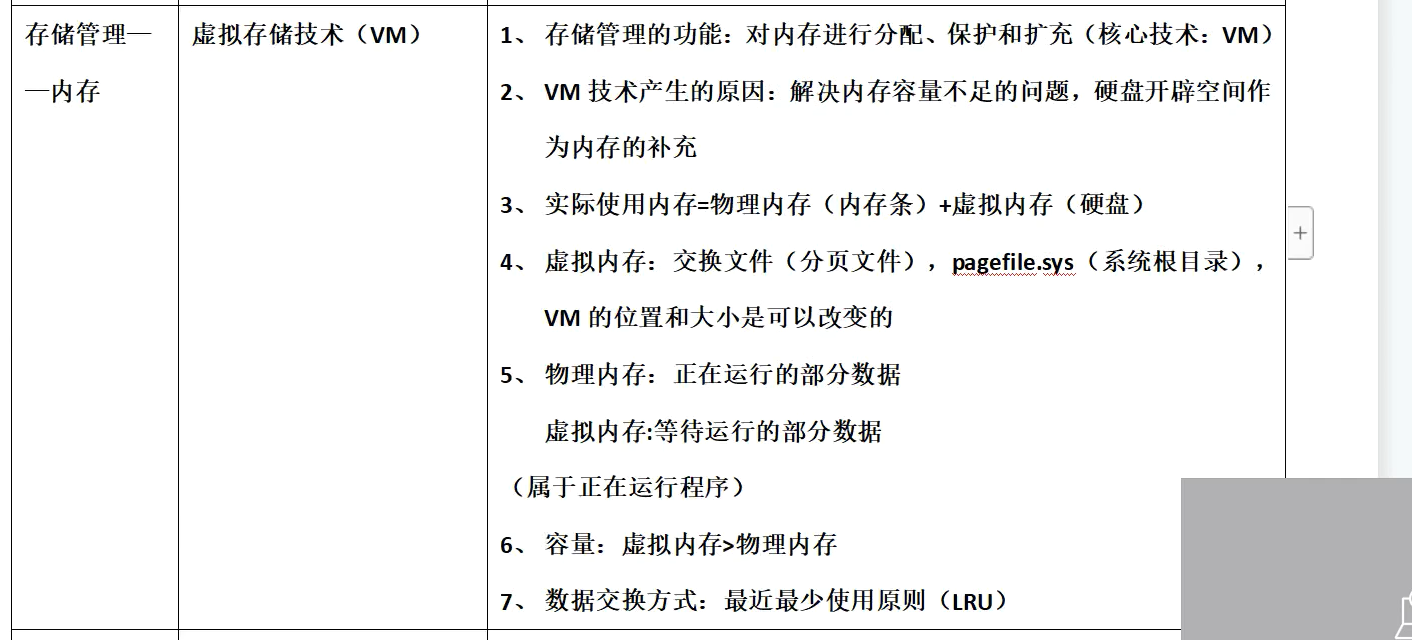 存储管理—
—内存
虚拟存储技术（VM）
1、 存储管理的功能：对内存进行分配、保护和扩充（核心技术：VM）
2、 VM 技术产生的原因：解决内存容量不足的问题，硬盘开辟空间作
为内存的补充
3、 实际使用内存=物理内存（内存条）+虚拟内存（硬盘）
4、 虚拟内存：交换文件（分页文件），pagefile.sys（系统根目录），
VM 的位置和大小是可以改变的
5、 物理内存：正在运行的部分数据
虚拟内存:等待运行的部分数据
（属于正在运行程序）
6、 容量：虚拟内存>物理内存
7、 数据交换方式：最近最少使用原则（LRU）